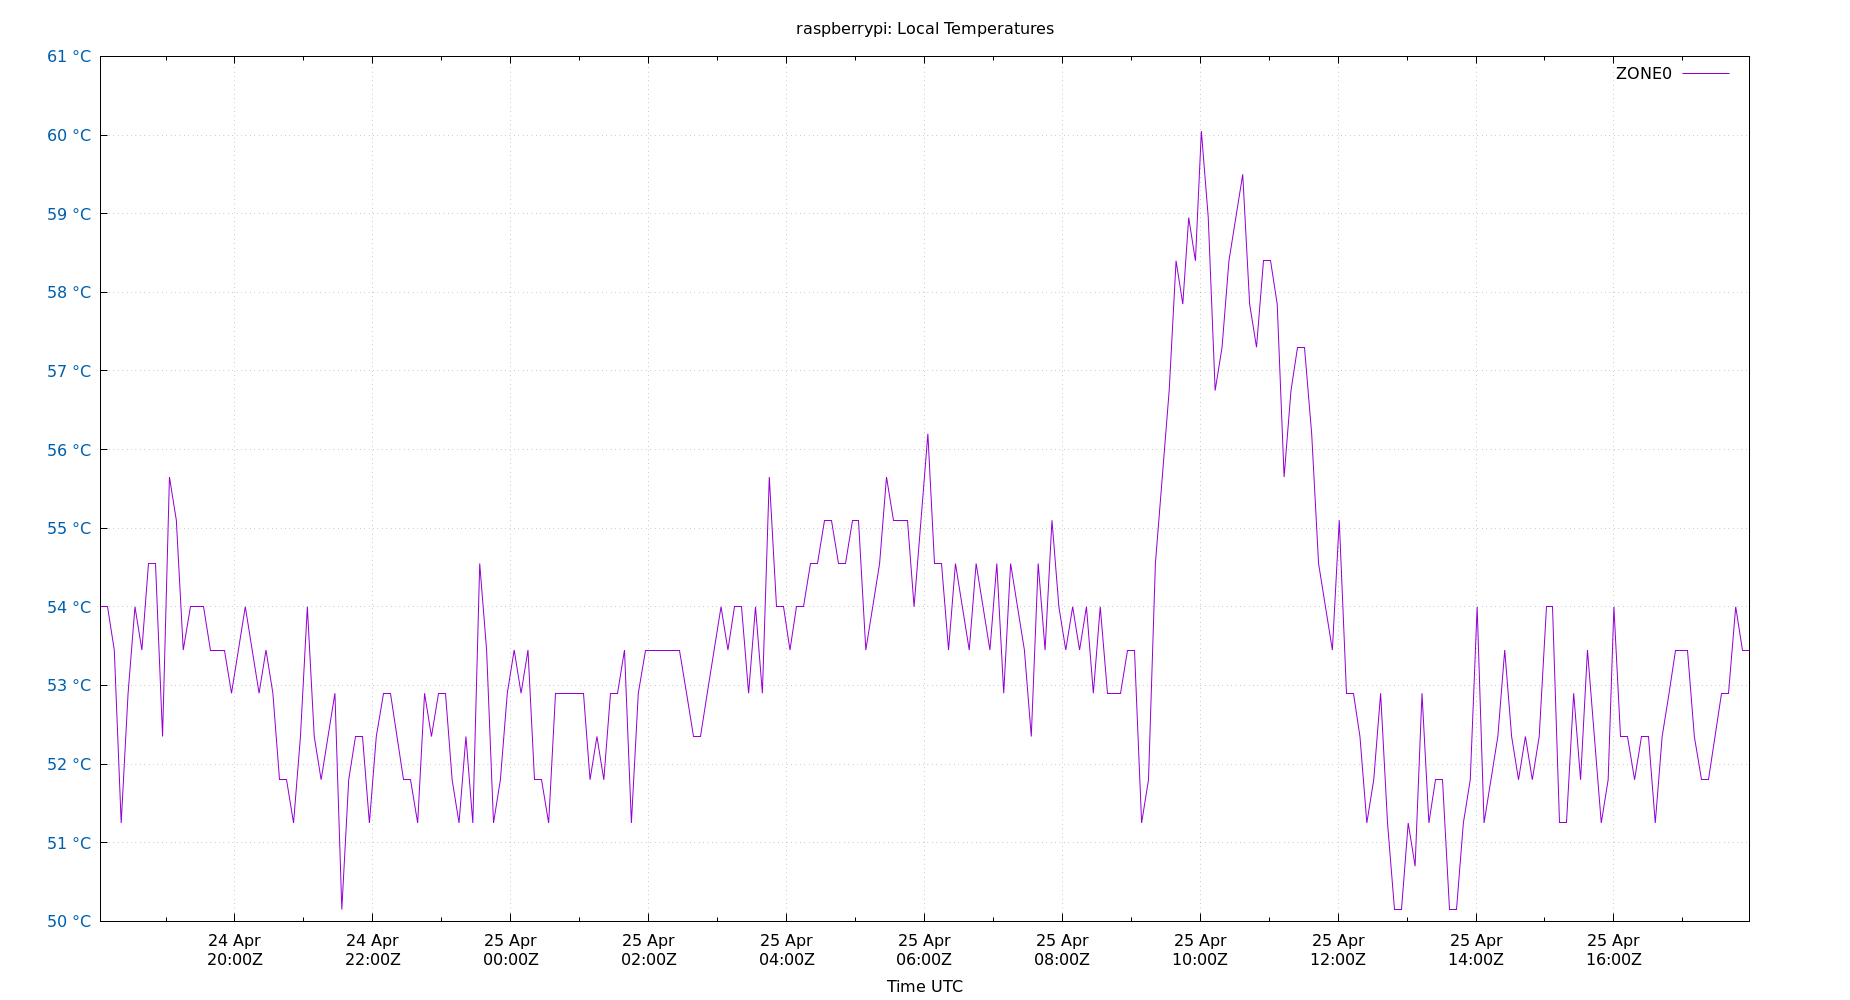 raspberrypi: Local Temperatures
61 °C
ZONE0
60 °C
59 °C
58 °C
57 °C
56 °C
55 °C
54 °C
53 °C
52 °C
51 °C
50 °C
24 Apr
20:00Z
24 Apr
22:00Z
25 Apr
00:00Z
25 Apr
02:00Z
25 Apr
04:00Z
25 Apr
06:00Z
25 Apr
08:00Z
25 Apr
10:00Z
25 Apr
12:00Z
25 Apr
14:00Z
25 Apr
16:00Z
Time UTC